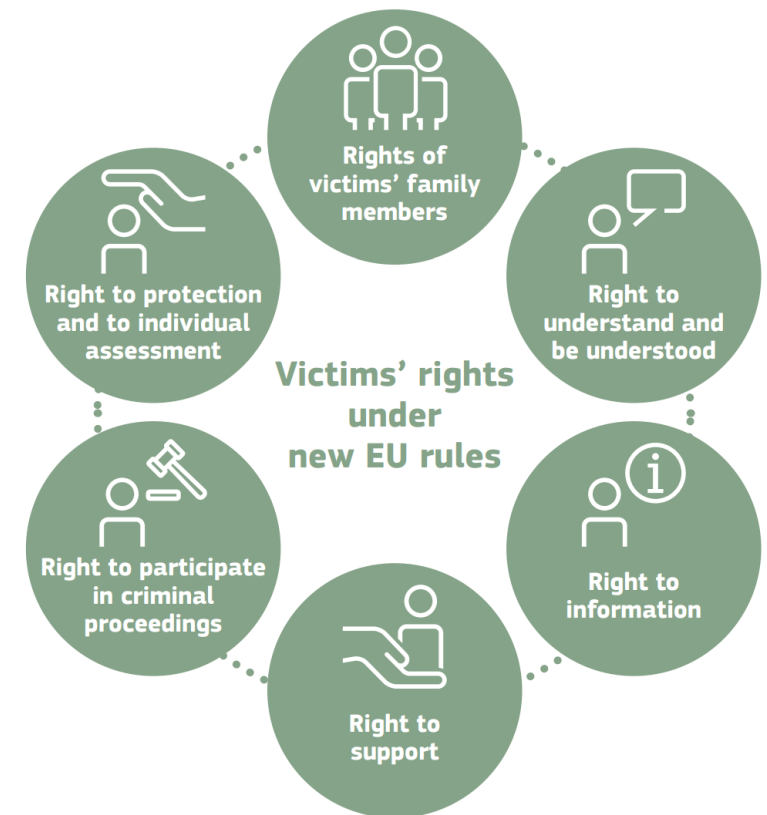 Rights of
victims’ family
members
Right to
understand and
be understood
Right to
information
Right to
support
Right to participate
in criminal
proceedings
Right to protection
and to individual
assessment
Victims’ rights
under
new EU rules